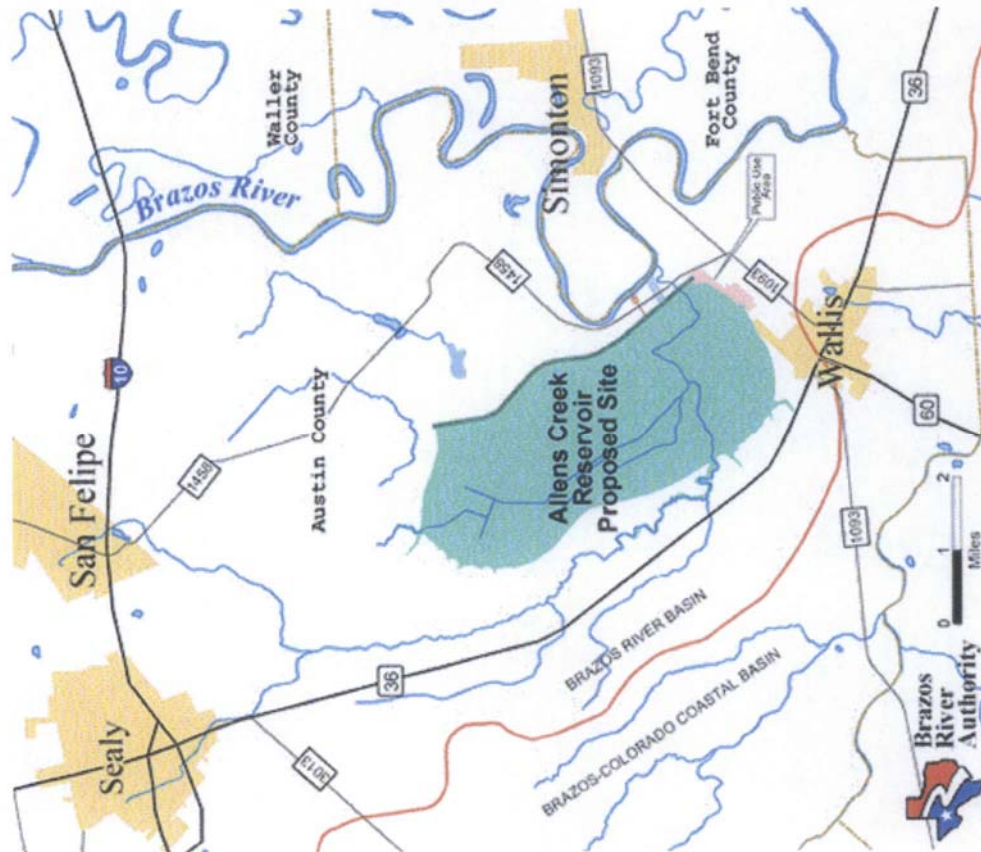 Sealy
San Felipe
10
Brazos River
Waller
County
1458
Austin County
3013
36
1458
Simonton
1093
Allens Creek
Reservoir
Proposed Site
BRAZOS RIVER BASIN
BRAZOS-COLORADO COASTAL BASIN
Fort Bend
County
Public Use
Area
1093
Wallis
36
1093
60
Brazos
River
Authority
0 1 2
Miles